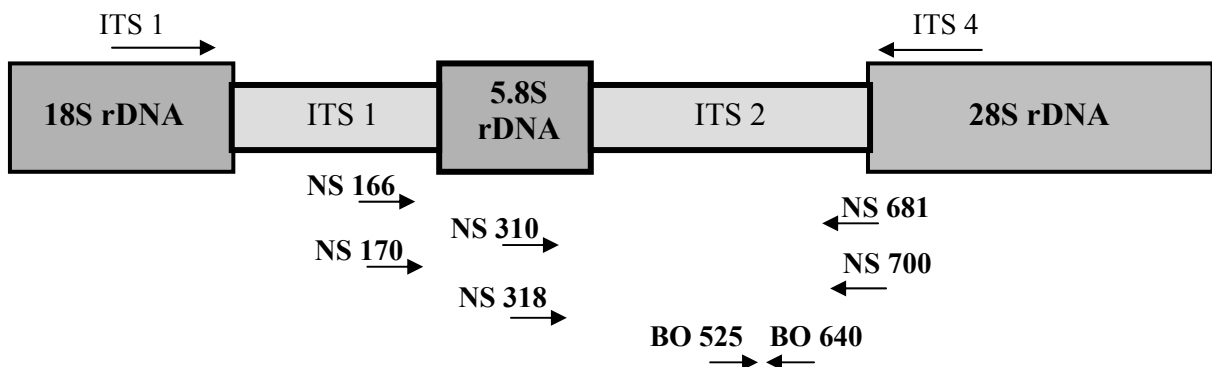 ITS 1 ITS 4
18S rDNA ITS 1 5.8S rDNA ITS 2 28S rDNA
NS 166 NS 681
NS 310
NS 170 NS 700
NS 318
BO 525 BO 640